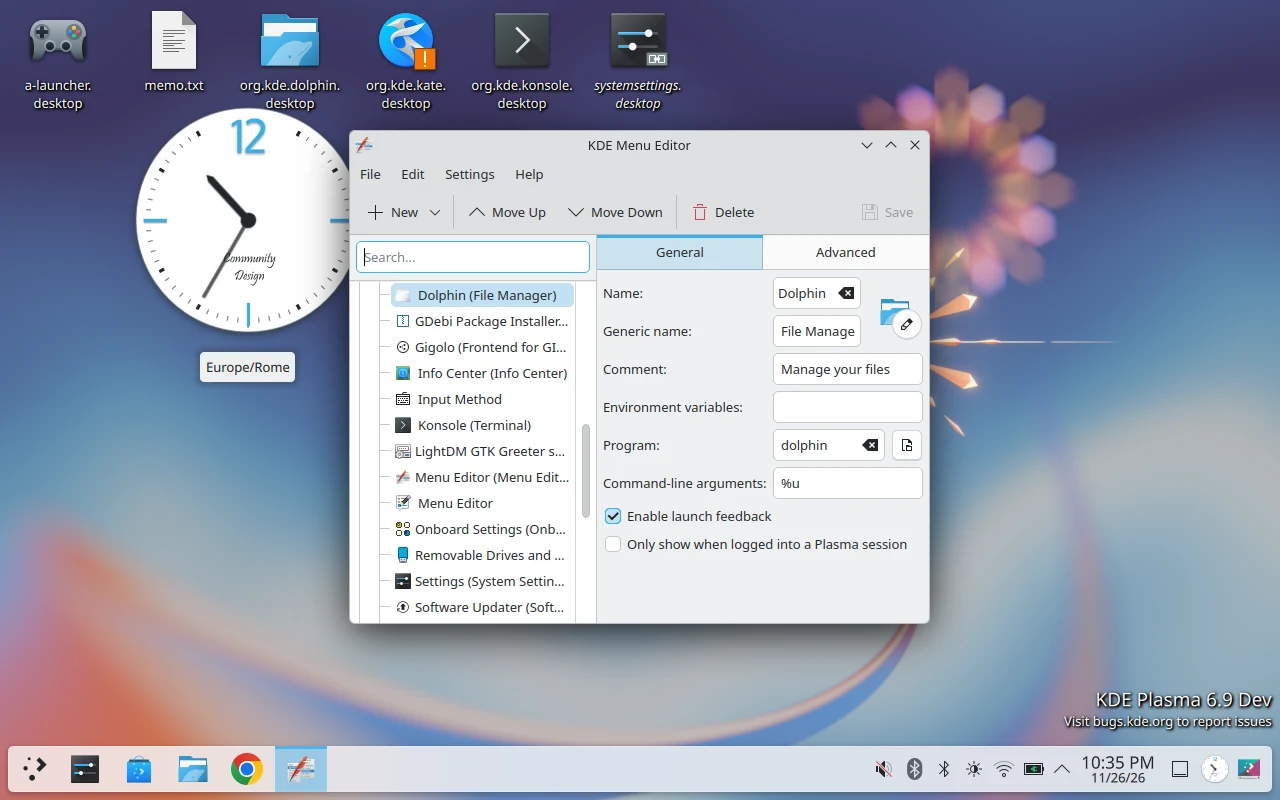 a-launcher.
desktop
memo.txt
org.kde.dolphin.
desktop
org.kde.kate.
desktop
org.kde.konsole.
desktop
systemsettings.
desktop
12
Community
Design
Europe/Rome
KDE Menu Editor
File Edit Settings Help
New Move Up Move Down Delete Save
Search...
Dolphin (File Manager)
GDebi Package Installer...
Gigolo (Frontend for GI...
Info Center (Info Center)
Input Method
Konsole (Terminal)
LightDM GTK Greeter s...
Menu Editor (Menu Edit...
Menu Editor
Onboard Settings (Onb...
Removable Drives and ...
Settings (System Settin...
Software Updater (Soft...
General Advanced
Name: Dolphin
Generic name: File Manage
Comment: Manage your files
Environment variables:
Program: dolphin
Command-line arguments: %u
Enable launch feedback
Only show when logged into a Plasma session
KDE Plasma 6.9 Dev
Visit bugs.kde.org to report issues
10:35 PM
11/26/26